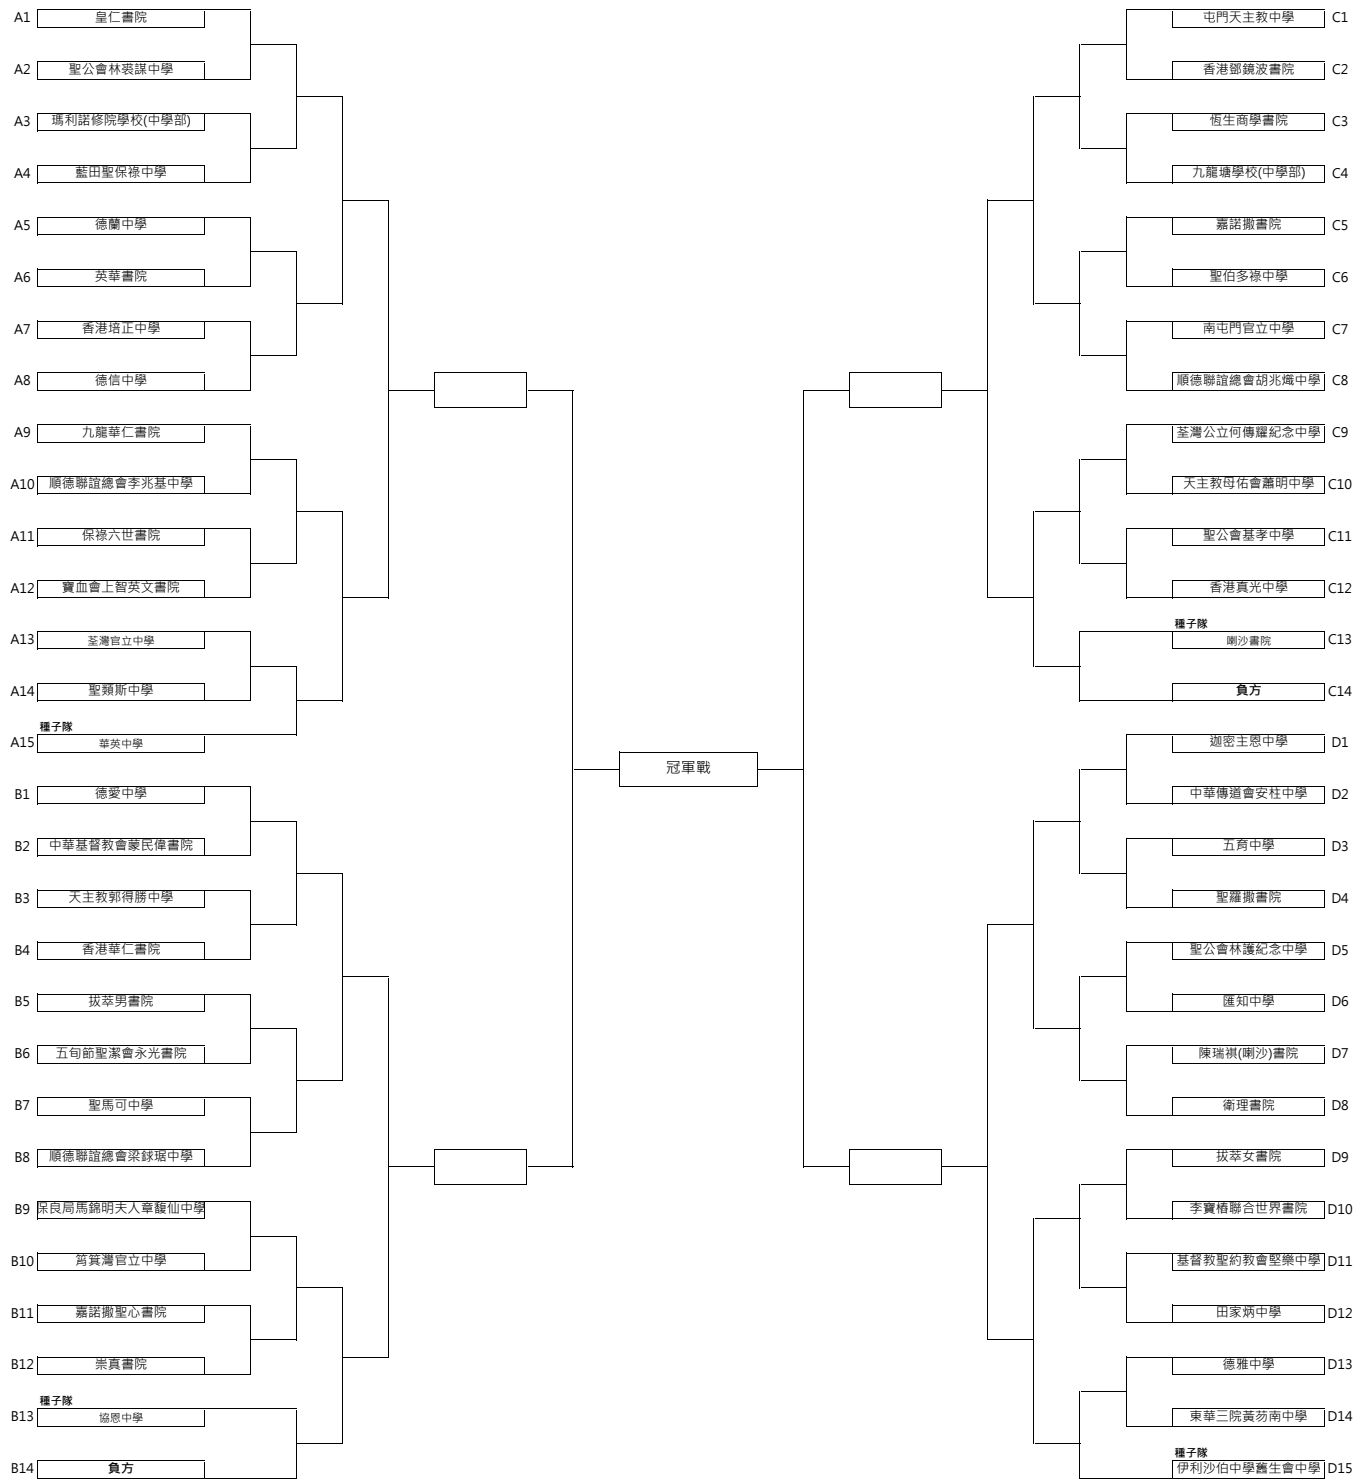 A1 皇仁書院
A2 聖公會林裘謀中學
A3 瑪利諾修院學校(中學部)
A4 藍田聖保祿中學
A5 德蘭中學
A6 英華書院
A7 香港培正中學
A8 德信中學
A9 九龍華仁書院
A10 順德聯誼總會李兆基中學
A11 保祿六世書院
A12 寶血會上智英文書院
A13 荃灣官立中學
A14 聖類斯中學
種子隊
A15 華英中學
B1 德愛中學
B2 中華基督教會蒙民偉書院
B3 天主教郭得勝中學
B4 香港華仁書院
B5 拔萃男書院
B6 五旬節聖潔會永光書院
B7 聖馬可中學
B8 順德聯誼總會梁銶琚中學
B9 保良局馬錦明夫人章馥仙中學
B10 筲箕灣官立中學
B11 嘉諾撒聖心書院
B12 崇真書院
種子隊
B13 協恩中學
B14 負方
冠軍戰
屯門天主教中學 C1
香港鄧鏡波書院 C2
恆生商學書院 C3
九龍塘學校(中學部) C4
嘉諾撒書院 C5
聖伯多祿中學 C6
南屯門官立中學 C7
順德聯誼總會胡兆熾中學 C8
荃灣公立何傳耀紀念中學 C9
天主教母佑會蕭明中學 C10
聖公會基孝中學 C11
香港真光中學 C12
種子隊
喇沙書院 C13
負方 C14
迦密主恩中學 D1
中華傳道會安柱中學 D2
五育中學 D3
聖羅撒書院 D4
聖公會林護紀念中學 D5
匯知中學 D6
陳瑞祺(喇沙)書院 D7
衛理書院 D8
拔萃女書院 D9
李寶椿聯合世界書院 D10
基督教聖約教會堅樂中學 D11
田家炳中學 D12
德雅中學 D13
東華三院黃芴南中學 D14
種子隊
伊利沙伯中學舊生會中學 D15